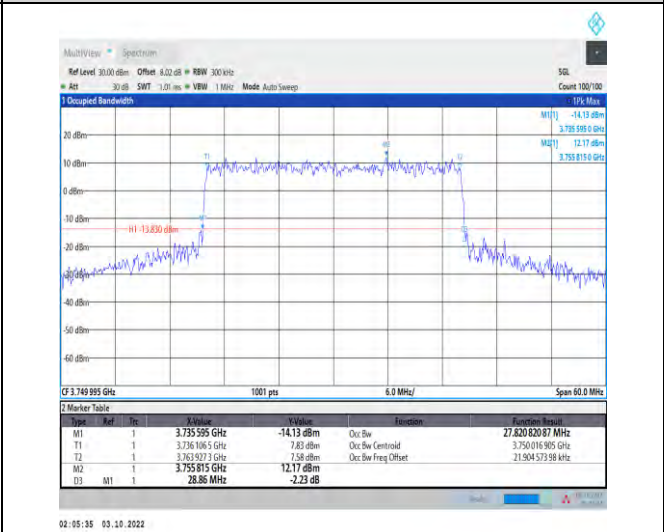 MultiView Spectrum
Ref Level 30.00 dBm Offset 8.02 dB RBW 300 kHz SGL
Att 30 dB SWT 1.01 ms VBW 1 MHz Mode Auto Sweep Count 100/100
1 Occupied Bandwidth 1Pk Max
M1[1] -14.13 dBm
3.735 595 0 GHz
M2[1] 12.17 dBm
3.755 815 0 GHz
20 dBm
10 dBm
0 dBm
-10 dBm
H1 -13.830 dBm
-20 dBm
-30 dBm
-40 dBm
-50 dBm
-60 dBm
T1
M2
T2
CF 3.749 995 GHz 1001 pts 6.0 MHz/ Span 60.0 MHz
2 Marker Table
Type Ref Trc X-Value Y-Value Function Function Result
M1 1 3.735 595 GHz -14.13 dBm Occ Bw 27.820 820 87 MHz
T1 1 3.736 106 5 GHz 7.83 dBm Occ Bw Centroid 3.750 016 905 GHz
T2 1 3.763 927 3 GHz 7.58 dBm Occ Bw Freq Offset 21.904 573 98 kHz
M2 1 3.755 815 GHz 12.17 dBm
D3 M1 1 28.86 MHz -2.23 dB
02:05:35 03.10.2022